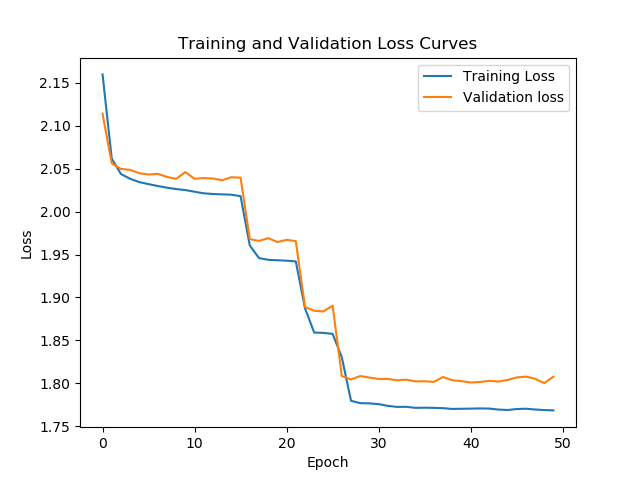 Training and Validation Loss Curves
Training Loss
Validation loss
2.15
2.10
2.05
2.00
1.95
1.90
1.85
1.80
1.75
Loss
0 10 20 30 40 50
Epoch